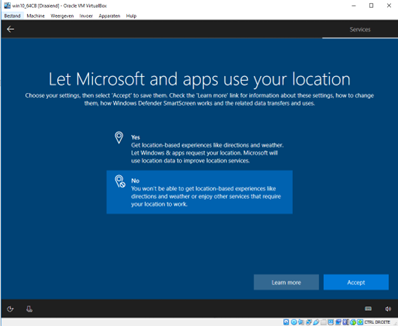 win10_64CB [Draaiend] - Oracle VM VirtualBox
Bestand Machine Weergeven Invoer Apparaten Hulp
Services
Let Microsoft and apps use your location
Choose your settings, then select 'Accept' to save them. Check the 'Learn more' link for information about these settings, how to change
them, how Windows Defender SmartScreen works and the related data transfers and uses.
Yes
Get location-based experiences like directions and weather.
Let Windows & apps request your location. Microsoft will
use location data to improve location services.
No
You won't be able to get location-based experiences like
directions and weather or enjoy other services that require
your location to work.
Learn more
Accept
CTRL DROITE